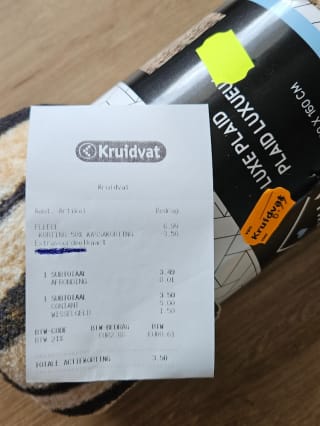 LUXE PLAID
PLAID LUXUEUX
X 160 CM
Kruidvat
Kruidvat
Kruidvat
Aant. Artikel Bedrag
FLEECE 6.99
KORTING 50% KASSAKORTING -3.50
Extravoordeelkaart
1 SUBTOTAAL 3.49
AFRONDING 0.01
1 SUBTOTAAL 3.50
CONTANT 5.00
WISSELGELD 1.50
BTW-CODE BTW-BEDRAG BTW
BTW 21%
TOTALE ACTIEKORTING 3.50